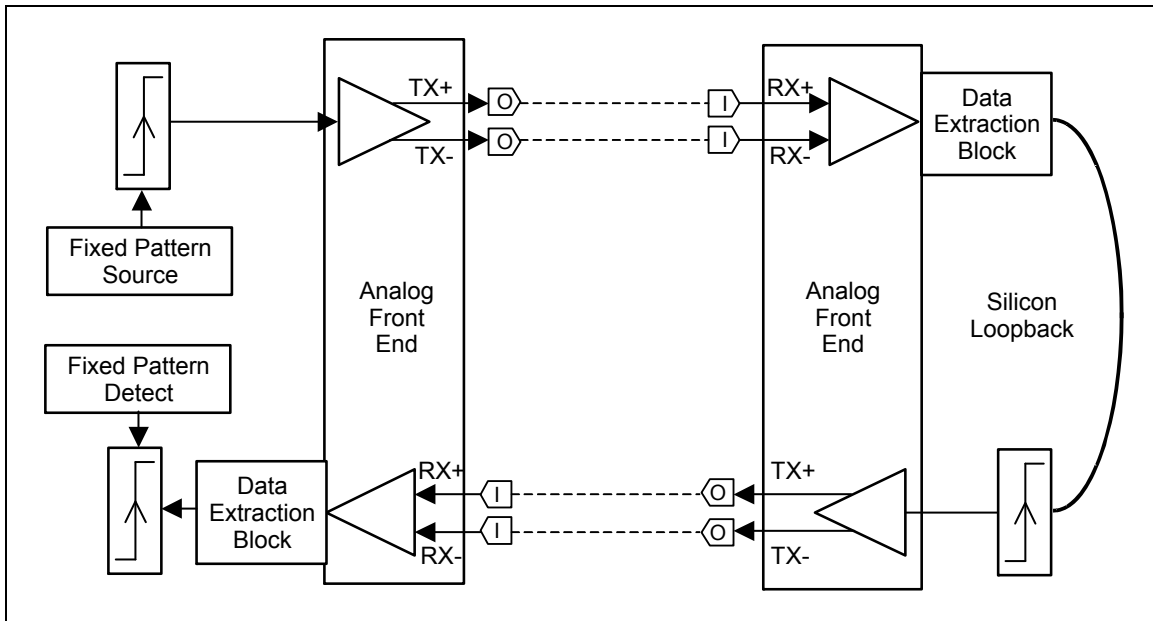 TX+
O
I
RX+
TX-
O
I
RX-
Data
Extraction
Block
Fixed Pattern
Source
Analog
Front
End
Analog
Front
End
Silicon
Loopback
Fixed Pattern
Detect
Data
Extraction
Block
RX+
I
O
TX+
RX-
I
O
TX-